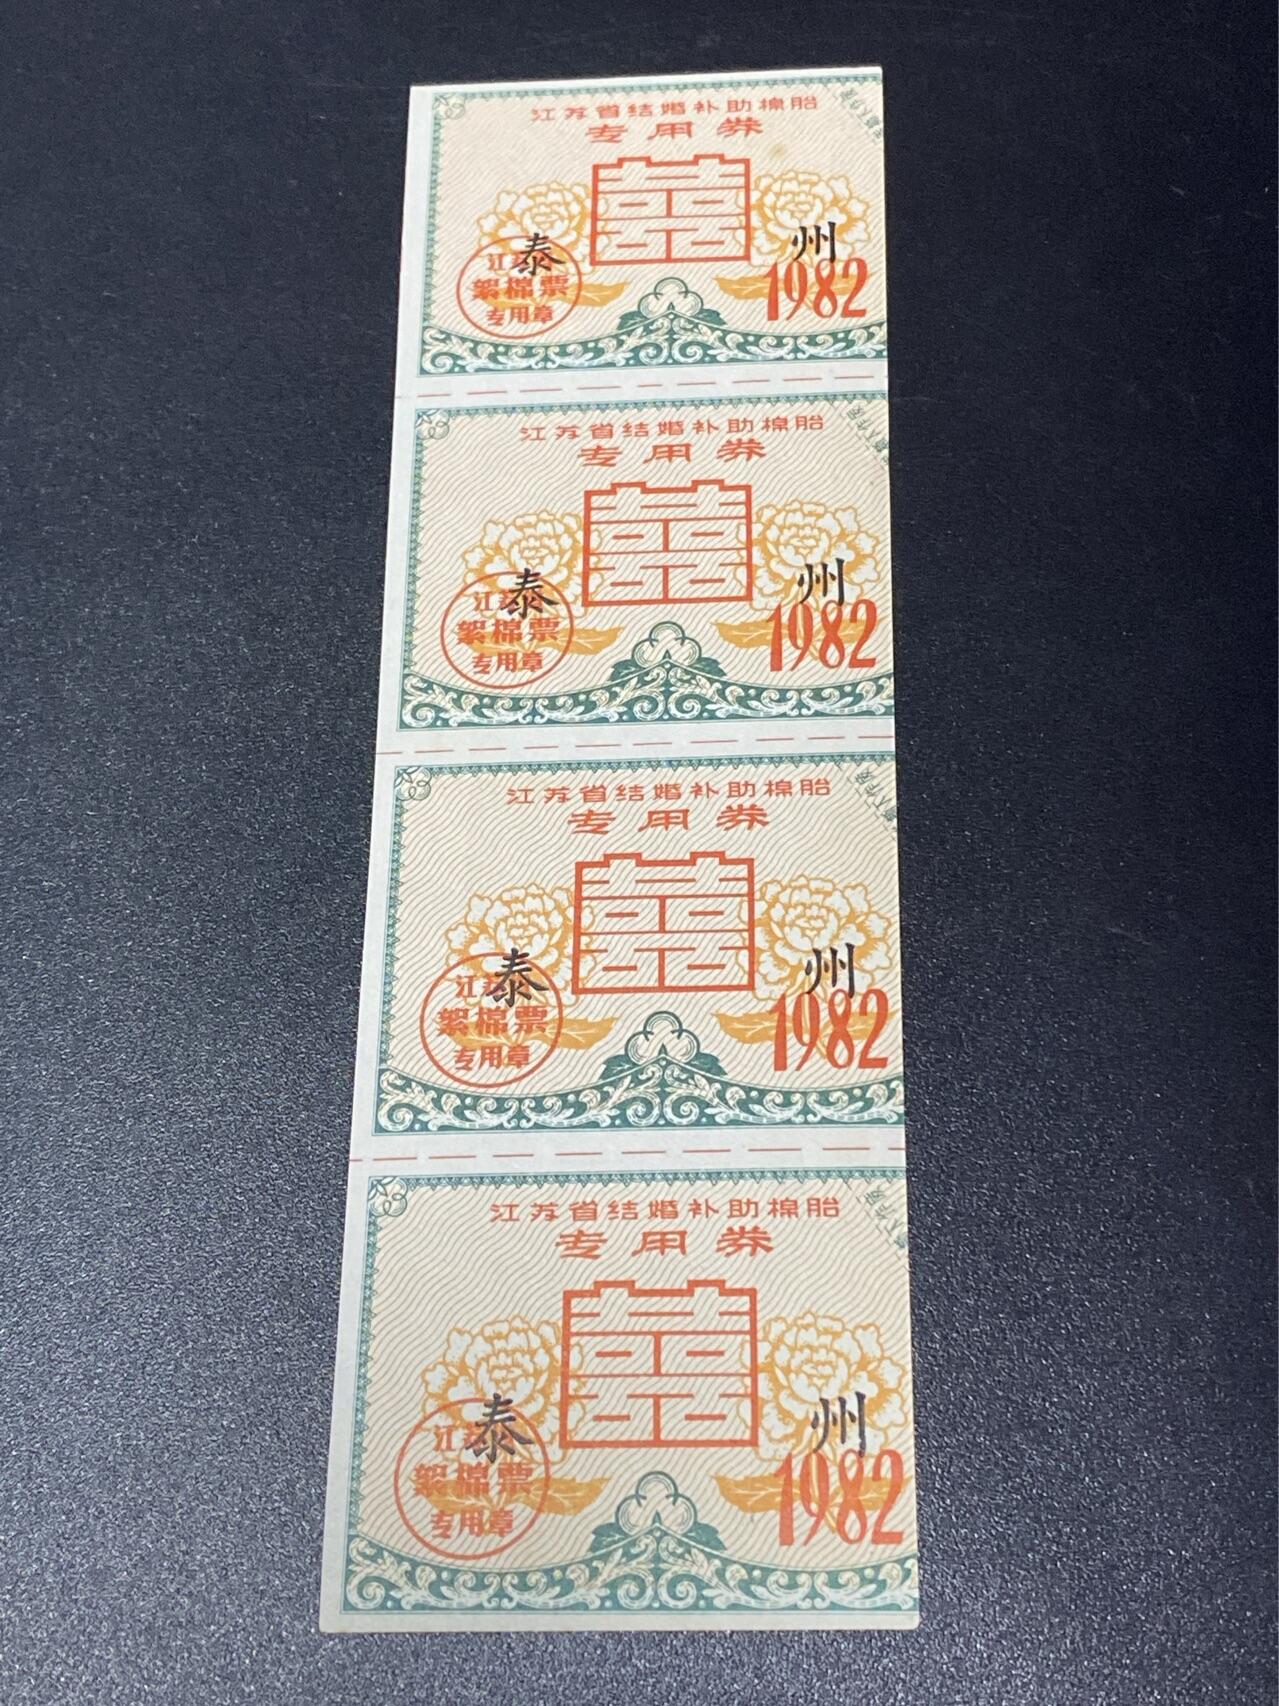 江苏省结婚补助棉胎
专用券
囍
泰 州
江苏
絮棉票
专用章
1982
江苏省结婚补助棉胎
专用券
囍
泰 州
江苏
絮棉票
专用章
1982
江苏省结婚补助棉胎
专用券
囍
泰 州
江苏
絮棉票
专用章
1982
江苏省结婚补助棉胎
专用券
囍
泰 州
江苏
絮棉票
专用章
1982